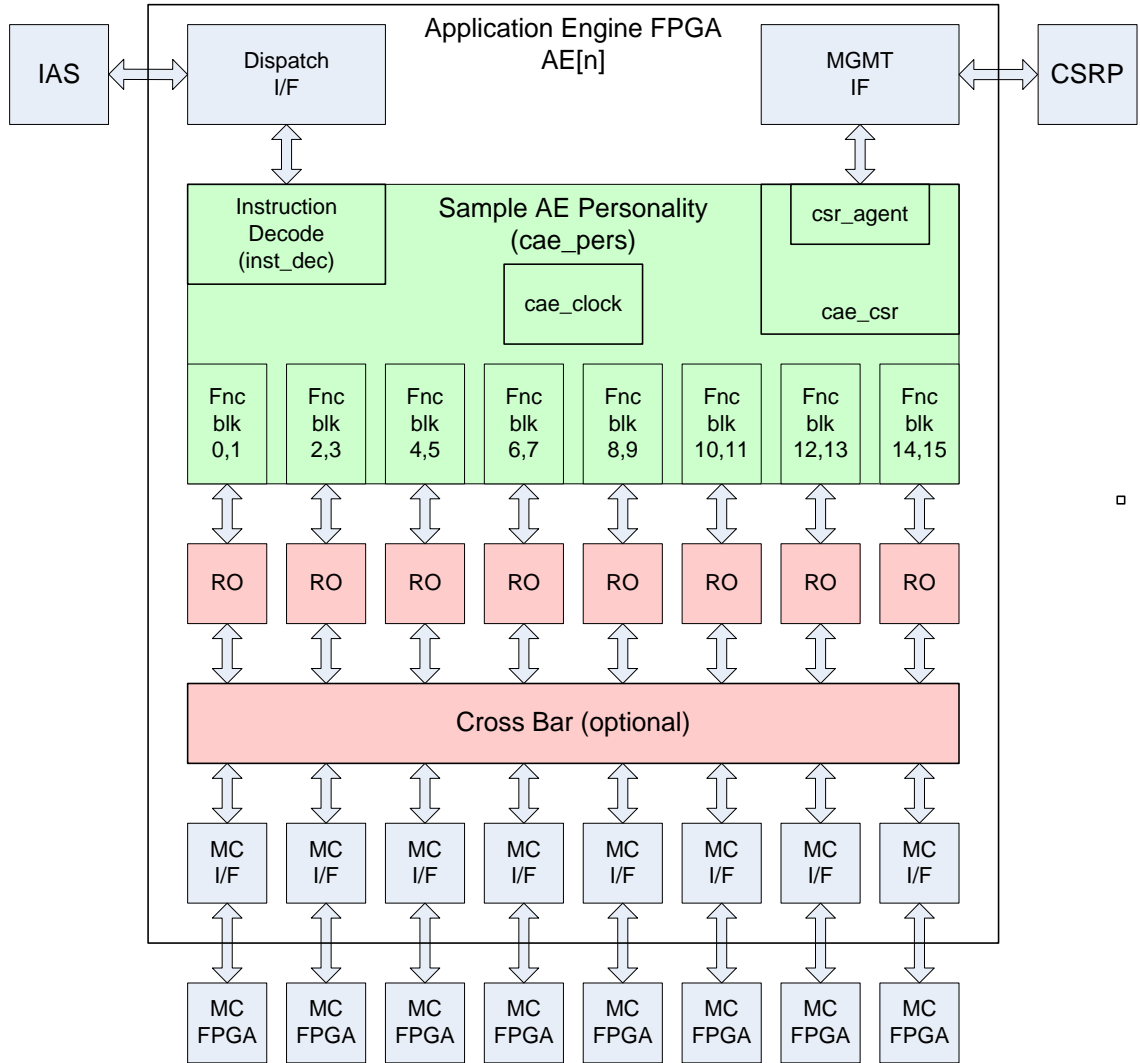 Application Engine FPGA
AE[n]
IAS
Dispatch
I/F
MGMT
IF
CSRP
Instruction
Decode
(inst_dec)
Sample AE Personality
(cae_pers)
csr_agent
cae_clock
cae_csr
Fnc
blk
0,1
Fnc
blk
2,3
Fnc
blk
4,5
Fnc
blk
6,7
Fnc
blk
8,9
Fnc
blk
10,11
Fnc
blk
12,13
Fnc
blk
14,15
RO
RO
RO
RO
RO
RO
RO
RO
Cross Bar (optional)
MC
I/F
MC
I/F
MC
I/F
MC
I/F
MC
I/F
MC
I/F
MC
I/F
MC
I/F
MC
FPGA
MC
FPGA
MC
FPGA
MC
FPGA
MC
FPGA
MC
FPGA
MC
FPGA
MC
FPGA